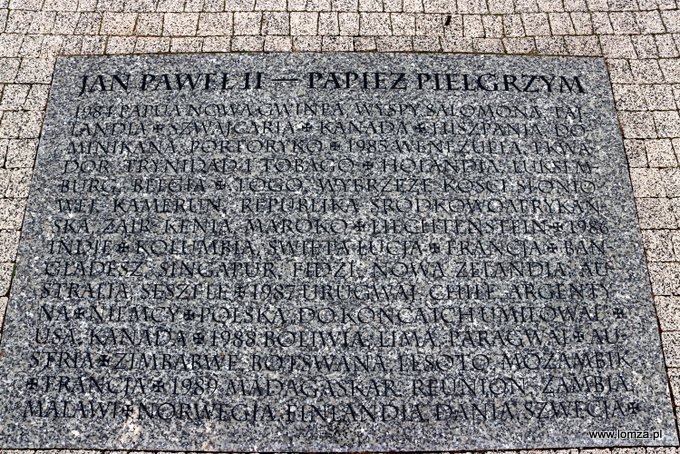 JAN PAWEŁ II — PAPIEŻ PIELGRZYM
1984 PAPUA NOWA GWINEA, WYSPY SALOMONA, TAJ-
LANDIA ✠ SZWAJCARIA ✠ KANADA ✠ HISZPANIA, DO-
MINIKANA, PORTORYKO ✠ 1985 WENEZUELA, EKWA-
DOR, TRYNIDAD I TOBAGO ✠ HOLANDIA, LUKSEM-
BURG, BELGIA ✠ TOGO, WYBRZEŻE KOŚCI SŁONIO-
WEJ, KAMERUN, REPUBLIKA ŚRODKOWOAFRYKAŃ-
SKA, ZAIR, KENIA, MAROKO ✠ LIECHTENSTEIN ✠ 1986
INDIE ✠ KOLUMBIA, ŚWIĘTA ŁUCJA ✠ FRANCJA ✠ BAN-
GLADESZ, SINGAPUR, FIDŻI, NOWA ZELANDIA, AU-
STRALIA, SESZELE ✠ 1987 URUGWAJ, CHILE, ARGENTY-
NA ✠ NIEMCY ✠ POLSKA, DO KOŃCA ICH UMIŁOWAŁ ✠
USA, KANADA ✠ 1988 BOLIWIA, LIMA, PARAGWAJ ✠ AU-
STRIA ✠ ZIMBABWE, BOTSWANA, LESOTO, MOZAMBIK
✠ FRANCJA ✠ 1989 MADAGASKAR, REUNION, ZAMBIA,
MALAWI ✠ NORWEGIA, FINLANDIA, DANIA, SZWECJA ✠
www.lomza.pl